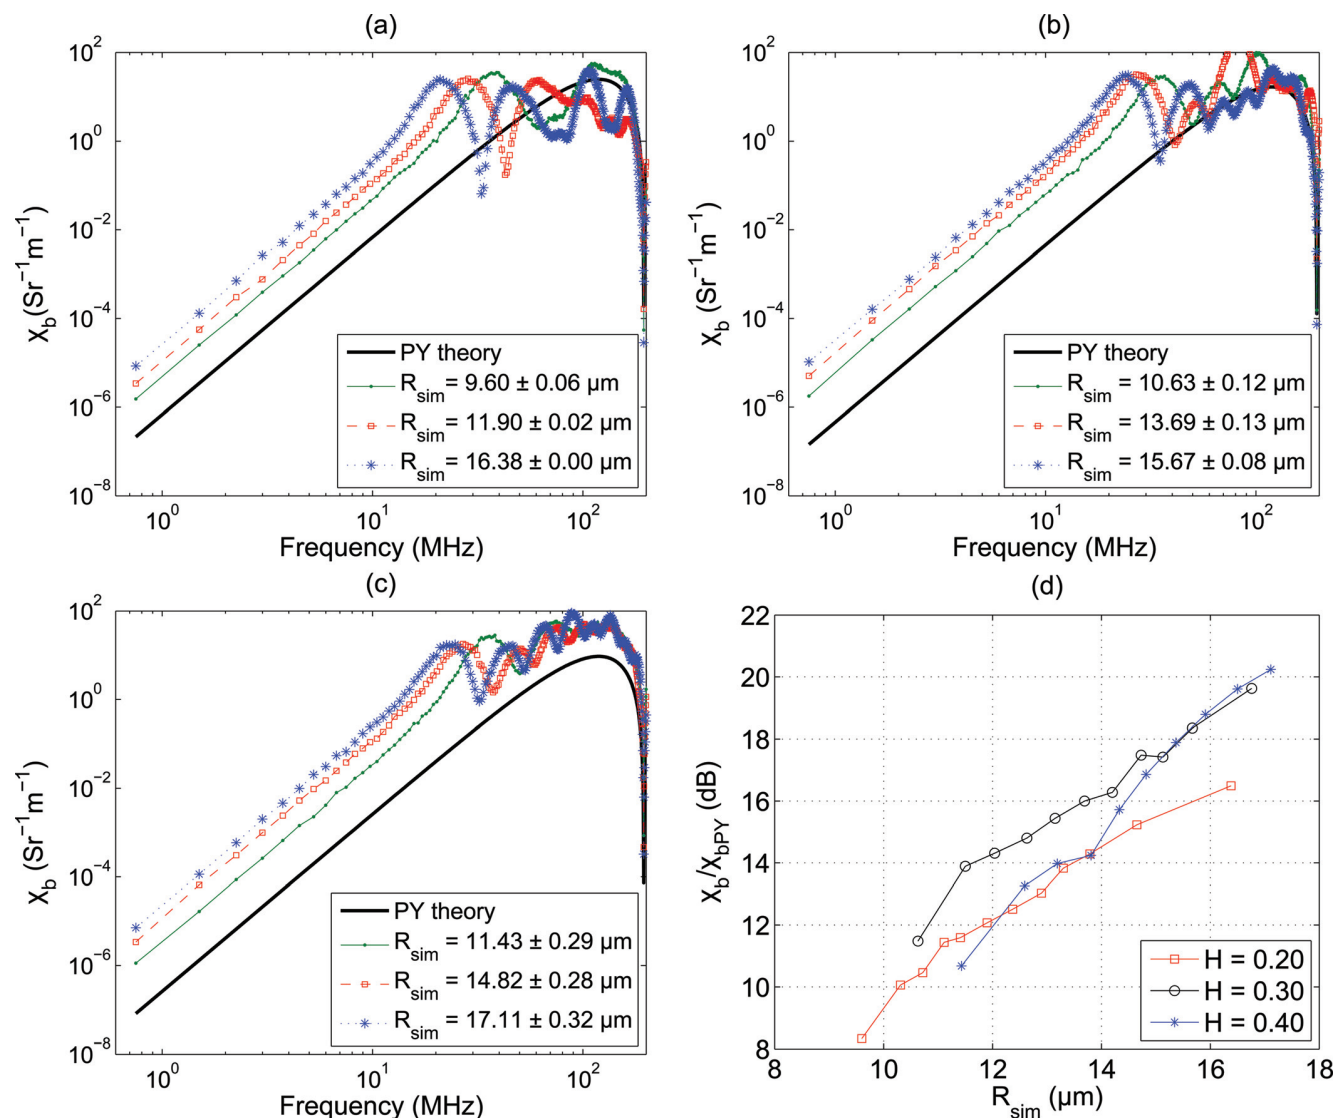 (a)
10^2
10^0
10^−2
10^−4
10^−6
10^−8
χ_b(Sr^−1m^−1)
PY theory
R_sim = 9.60 ± 0.06 µm
R_sim = 11.90 ± 0.02 µm
R_sim = 16.38 ± 0.00 µm
10^0 10^1 10^2
Frequency (MHz)
(b)
10^2
10^0
10^−2
10^−4
10^−6
10^−8
χ_b (Sr^−1m^−1)
PY theory
R_sim = 10.63 ± 0.12 µm
R_sim = 13.69 ± 0.13 µm
R_sim = 15.67 ± 0.08 µm
10^0 10^1 10^2
Frequency (MHz)
(c)
10^2
10^0
10^−2
10^−4
10^−6
10^−8
χ_b (Sr^−1m^−1)
PY theory
R_sim = 11.43 ± 0.29 µm
R_sim = 14.82 ± 0.28 µm
R_sim = 17.11 ± 0.32 µm
10^0 10^1 10^2
Frequency (MHz)
(d)
22
20
18
16
14
12
10
8
χ_b/χ_bPY (dB)
H = 0.20
H = 0.30
H = 0.40
8 10 12 14 16 18
R_sim (µm)